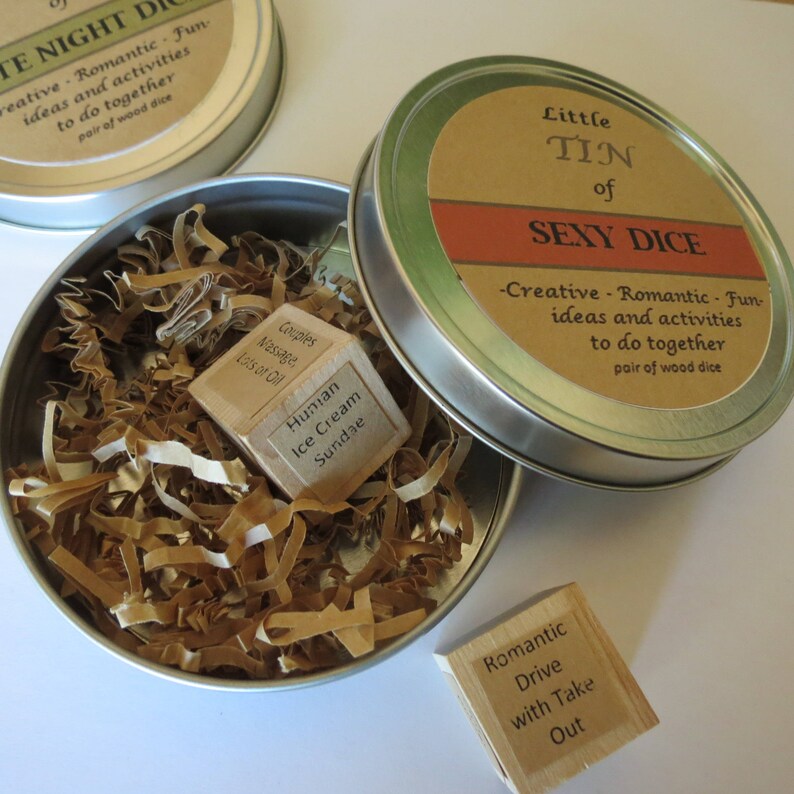 of
NIGHT DICE
Creative - Romantic - Fun-
ideas and activities
to do together
pair of wood dice
Little
TIN
of
SEXY DICE
-Creative - Romantic - Fun-
ideas and activities
to do together
pair of wood dice
Couples
Massage,
Lots of Oil
Human
Ice Cream
Sundae
Romantic
Drive
with Take
Out